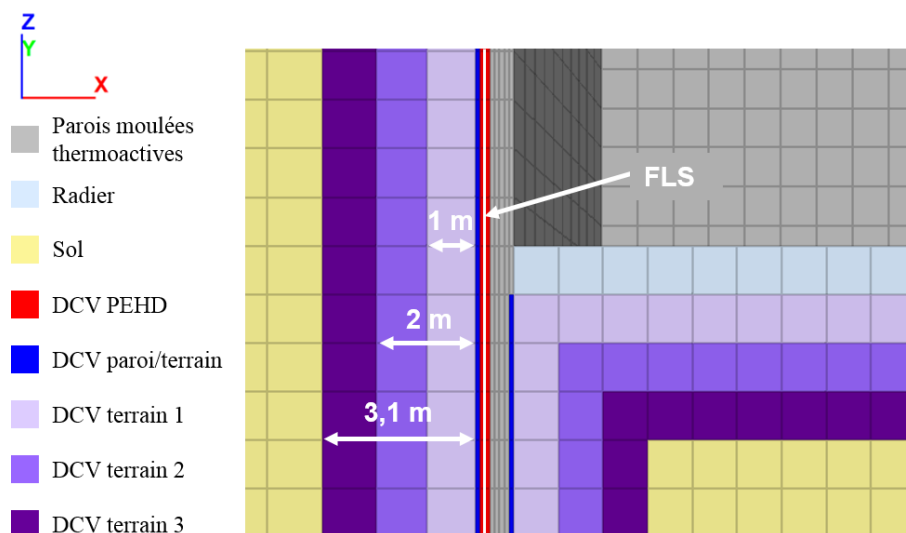 Z
Y
X
Parois moulées
thermoactives
Radier
Sol
DCV PEHD
DCV paroi/terrain
DCV terrain 1
DCV terrain 2
DCV terrain 3
FLS
1 m
2 m
3,1 m